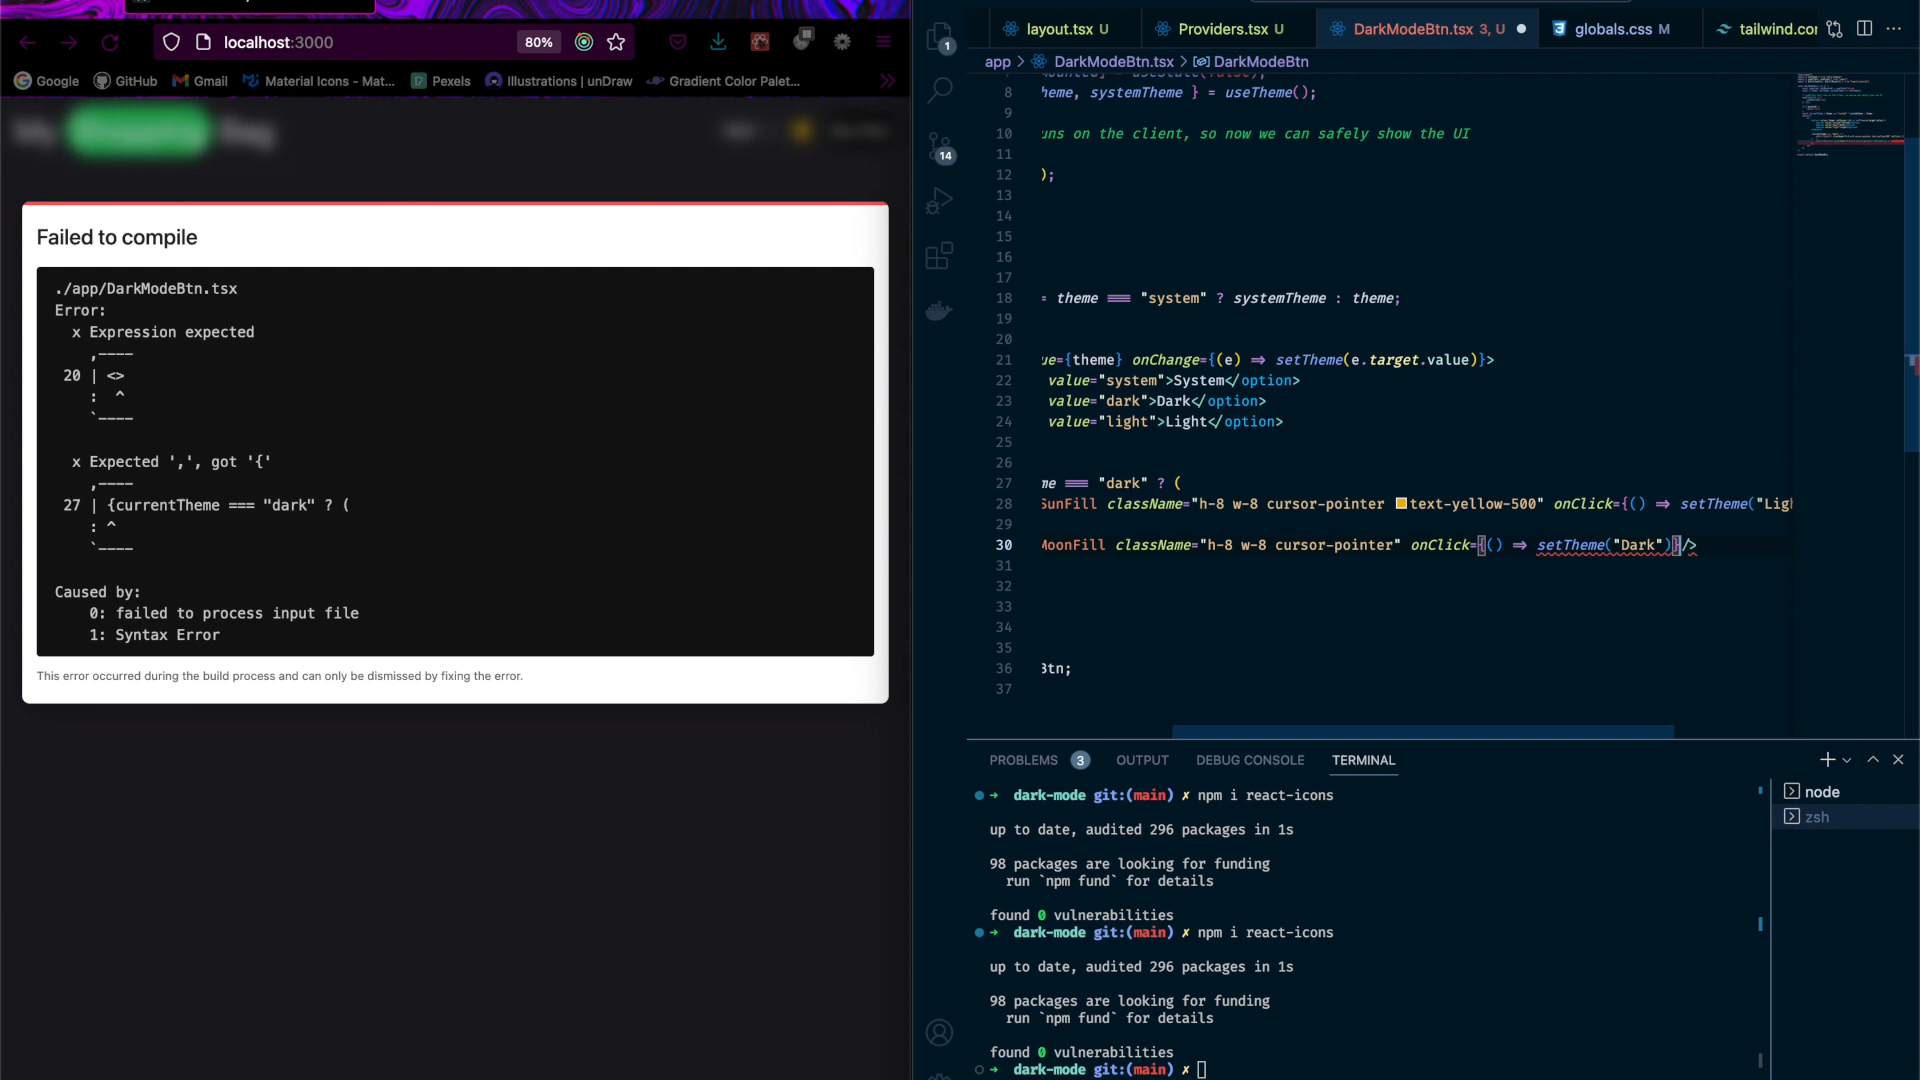 localhost:3000
80%
Google
GitHub
Gmail
Material Icons - Mat...
Pexels
Illustrations | unDraw
Gradient Color Palet...
My
Bag
Failed to compile
./app/DarkModeBtn.tsx
Error:
x Expression expected
,----
20 | <>
: ^
`----
x Expected ',', got '{'
,----
27 | {currentTheme === "dark" ? (
: ^
`----
Caused by:
0: failed to process input file
1: Syntax Error
This error occurred during the build process and can only be dismissed by fixing the error.
1
14
layout.tsx U
Providers.tsx U
DarkModeBtn.tsx 3, U
globals.css M
tailwind.cor
app > DarkModeBtn.tsx > DarkModeBtn
8 heme, systemTheme } = useTheme();
9
10 uns on the client, so now we can safely show the UI
11
12 );
13
14
15
16
17
18 = theme === "system" ? systemTheme : theme;
19
20
21 ue={theme} onChange={(e) => setTheme(e.target.value)}>
22 value="system">System</option>
23 value="dark">Dark</option>
24 value="light">Light</option>
25
26
27 me === "dark" ? (
28 SunFill className="h-8 w-8 cursor-pointer text-yellow-500" onClick={() => setTheme("Ligh
29
30 MoonFill className="h-8 w-8 cursor-pointer" onClick={() => setTheme("Dark")}/>
31
32
33
34
35
36 Btn;
37
PROBLEMS 3
OUTPUT
DEBUG CONSOLE
TERMINAL
→ dark-mode git:(main) ✗ npm i react-icons
up to date, audited 296 packages in 1s
98 packages are looking for funding
run `npm fund` for details
found 0 vulnerabilities
→ dark-mode git:(main) ✗ npm i react-icons
up to date, audited 296 packages in 1s
98 packages are looking for funding
run `npm fund` for details
found 0 vulnerabilities
→ dark-mode git:(main) ✗
node
zsh